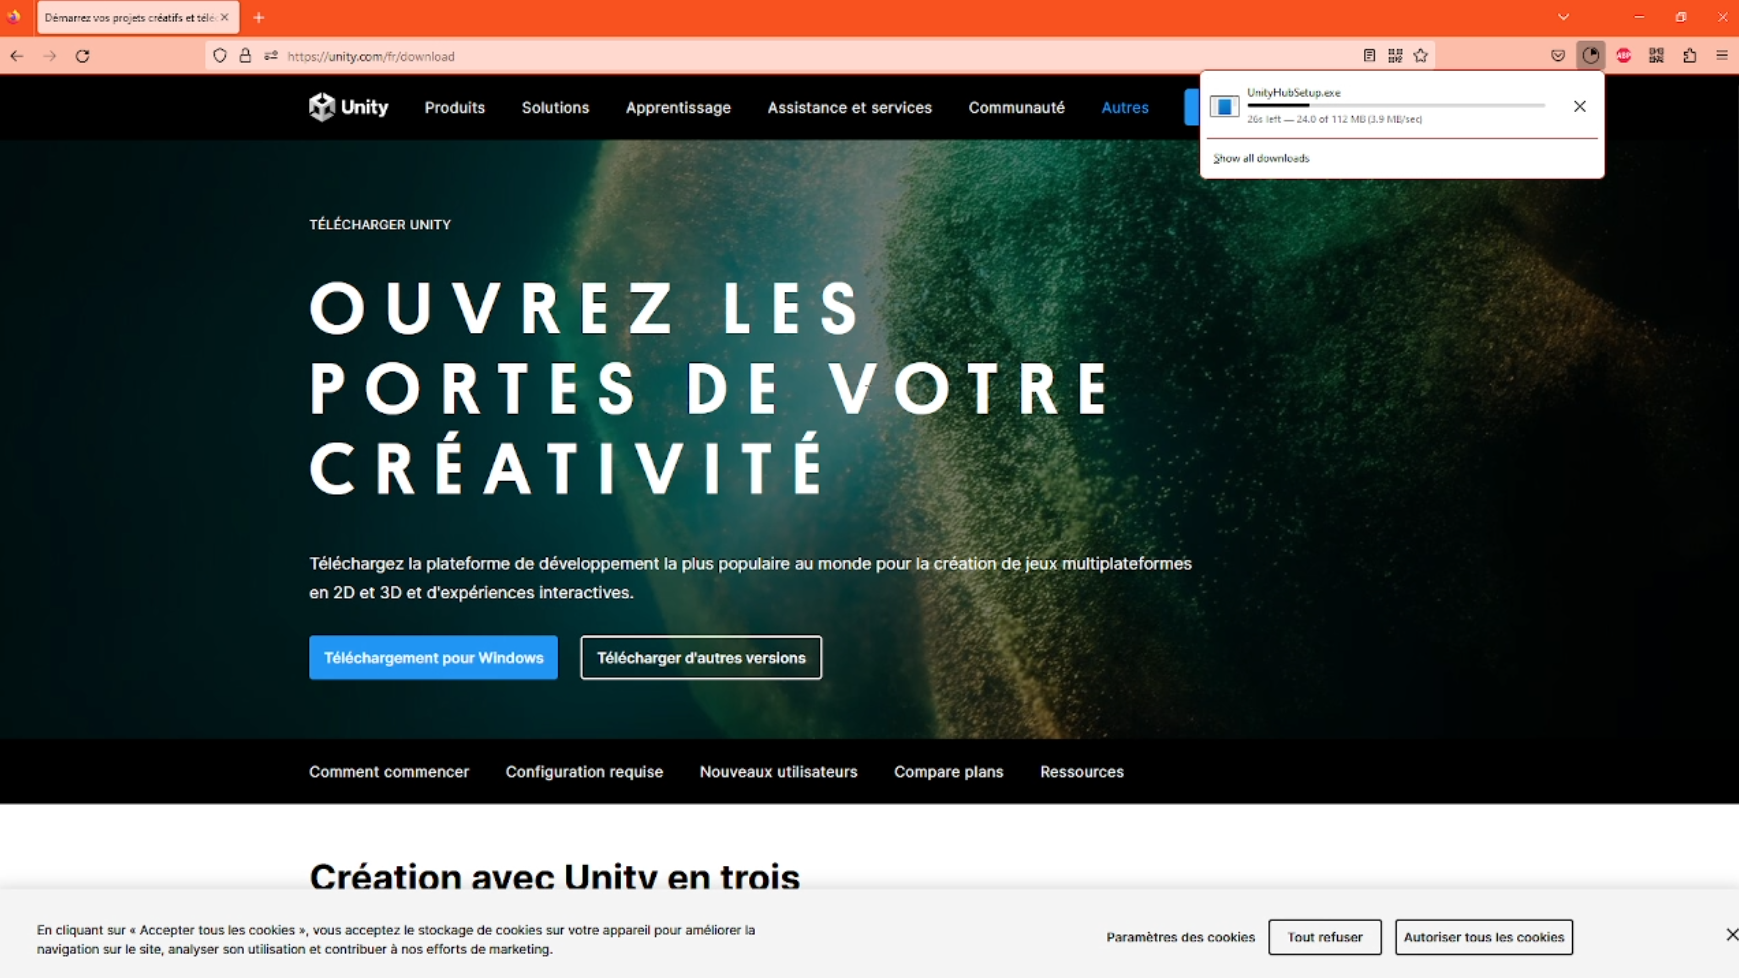 Démarrez vos projets créatifs et télé
https://unity.com/fr/download
UnityHubSetup.exe
26s left — 24.0 of 112 MB (3.9 MB/sec)
Show all downloads
Unity
Produits
Solutions
Apprentissage
Assistance et services
Communauté
Autres
TÉLÉCHARGER UNITY
OUVREZ LES
PORTES DE VOTRE
CRÉATIVITÉ
Téléchargez la plateforme de développement la plus populaire au monde pour la création de jeux multiplateformes
en 2D et 3D et d'expériences interactives.
Téléchargement pour Windows
Télécharger d'autres versions
Comment commencer
Configuration requise
Nouveaux utilisateurs
Compare plans
Ressources
Création avec Unity en trois
En cliquant sur « Accepter tous les cookies », vous acceptez le stockage de cookies sur votre appareil pour améliorer la
navigation sur le site, analyser son utilisation et contribuer à nos efforts de marketing.
Paramètres des cookies
Tout refuser
Autoriser tous les cookies